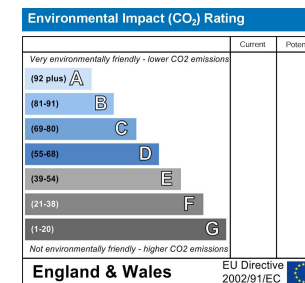 Environmental Impact (CO₂) Rating
Current Poten
Very environmentally friendly - lower CO2 emissions
(92 plus) A
(81-91) B
(69-80) C
(55-68) D
(39-54) E
(21-38) F
(1-20) G
Not environmentally friendly - higher CO2 emissions
England & Wales
EU Directive
2002/91/EC